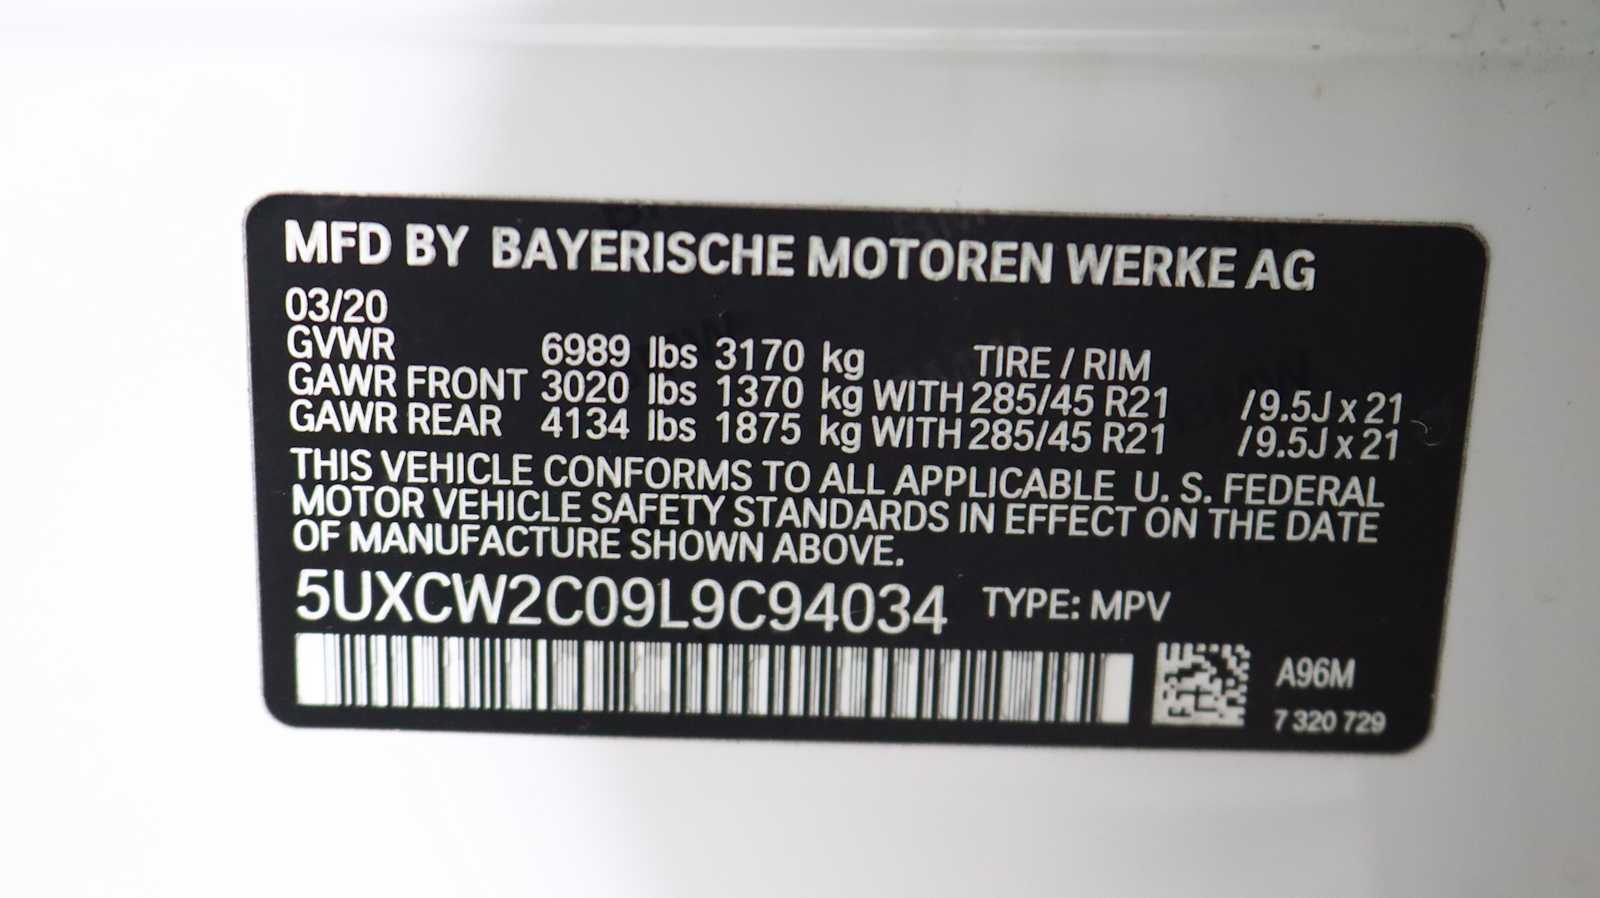 MFD BY BAYERISCHE MOTOREN WERKE AG
03/20
GVWR 6989 lbs 3170 kg TIRE / RIM
GAWR FRONT 3020 lbs 1370 kg WITH 285/45 R21 /9.5J x 21
GAWR REAR 4134 lbs 1875 kg WITH 285/45 R21 /9.5J x 21
THIS VEHICLE CONFORMS TO ALL APPLICABLE U. S. FEDERAL
MOTOR VEHICLE SAFETY STANDARDS IN EFFECT ON THE DATE
OF MANUFACTURE SHOWN ABOVE.
5UXCW2C09L9C94034 TYPE: MPV
A96M
7 320 729